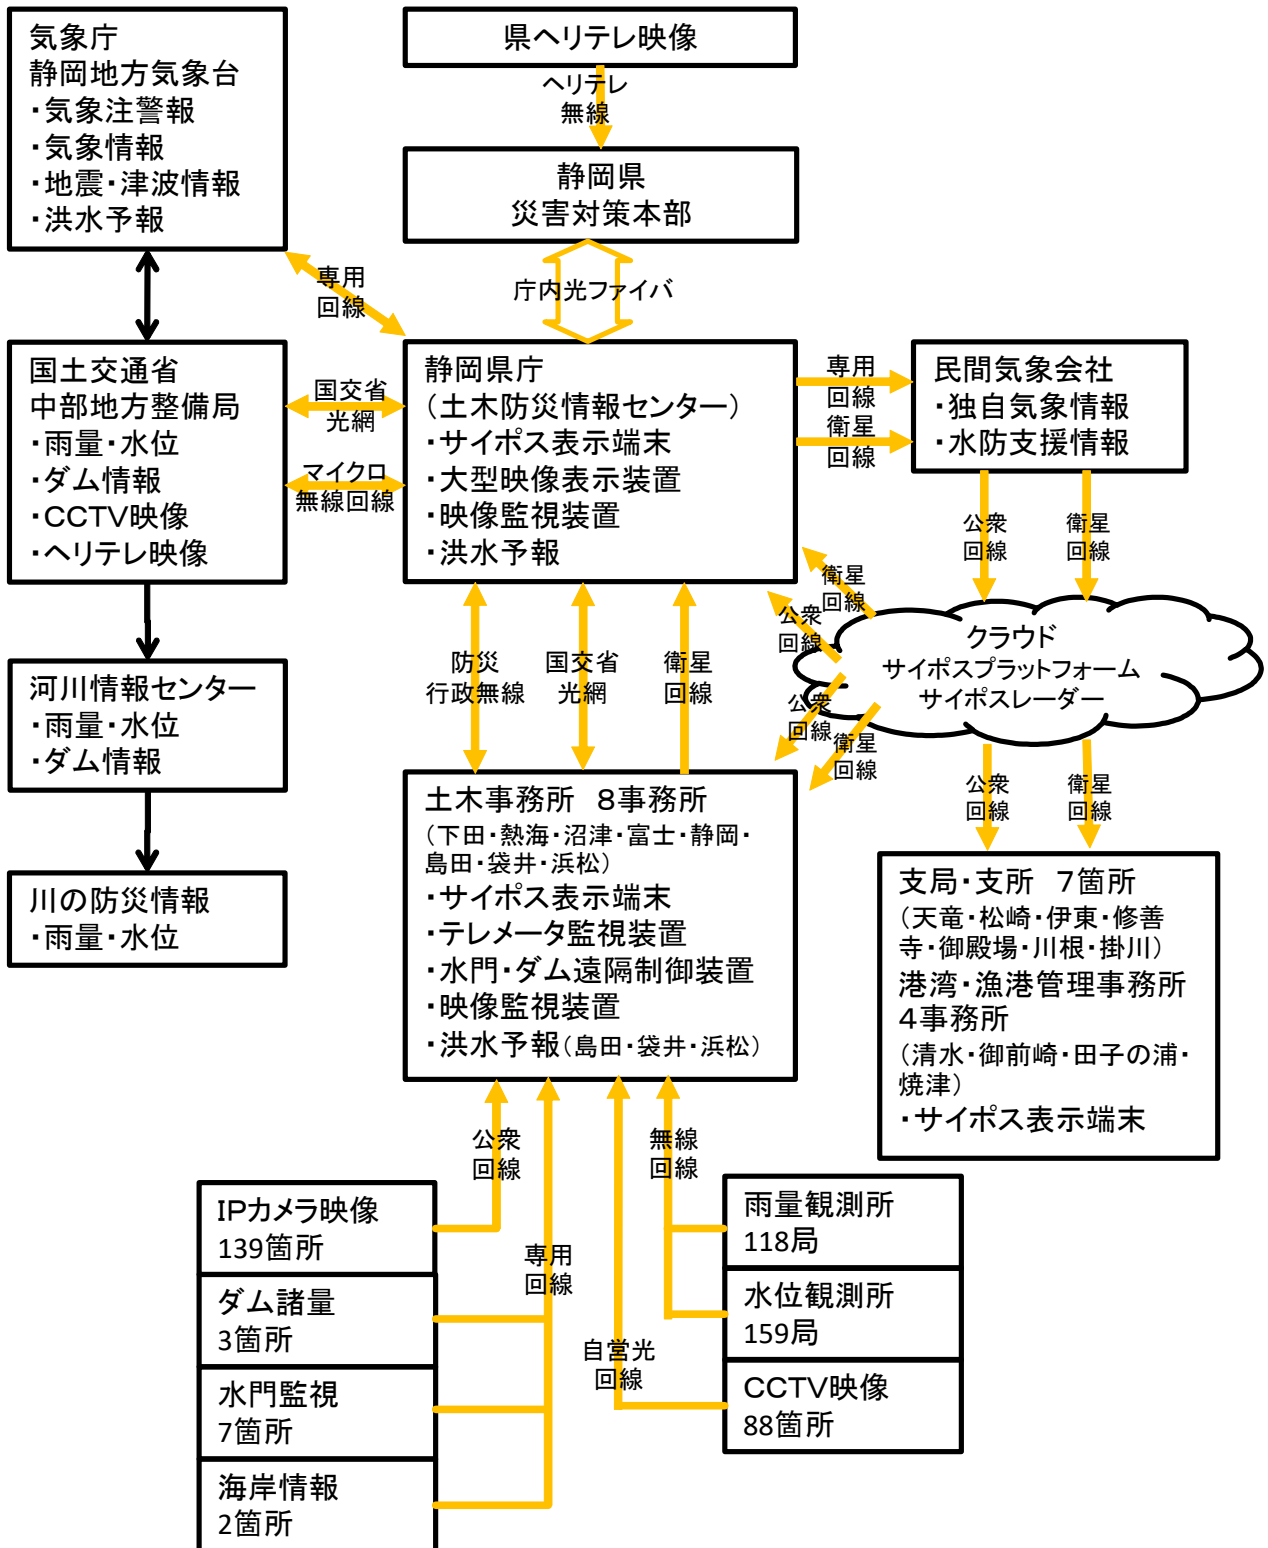 気象庁
静岡地方気象台
・気象注警報
・気象情報
・地震・津波情報
・洪水予報
県ヘリテレ映像
ヘリテレ
無線
静岡県
災害対策本部
専用
回線
庁内光ファイバ
国土交通省
中部地方整備局
・雨量・水位
・ダム情報
・CCTV映像
・ヘリテレ映像
国交省
光網
マイクロ
無線回線
静岡県庁
（土木防災情報センター）
・サイポス表示端末
・大型映像表示装置
・映像監視装置
・洪水予報
専用
回線
衛星
回線
民間気象会社
・独自気象情報
・水防支援情報
公衆
回線
衛星
回線
衛星
回線
公衆
回線
クラウド
サイポスプラットフォーム
サイポスレーダー
公衆
回線
衛星
回線
防災
行政無線
国交省
光網
衛星
回線
河川情報センター
・雨量・水位
・ダム情報
公衆
回線
衛星
回線
川の防災情報
・雨量・水位
土木事務所 8事務所
（下田・熱海・沼津・富士・静岡・
島田・袋井・浜松）
・サイポス表示端末
・テレメータ監視装置
・水門・ダム遠隔制御装置
・映像監視装置
・洪水予報（島田・袋井・浜松）
支局・支所 7箇所
（天竜・松崎・伊東・修善
寺・御殿場・川根・掛川）
港湾・漁港管理事務所
4事務所
（清水・御前崎・田子の浦・
焼津）
・サイポス表示端末
公衆
回線
無線
回線
IPカメラ映像
139箇所
ダム諸量
3箇所
水門監視
7箇所
海岸情報
2箇所
専用
回線
自営光
回線
雨量観測所
118局
水位観測所
159局
CCTV映像
88箇所